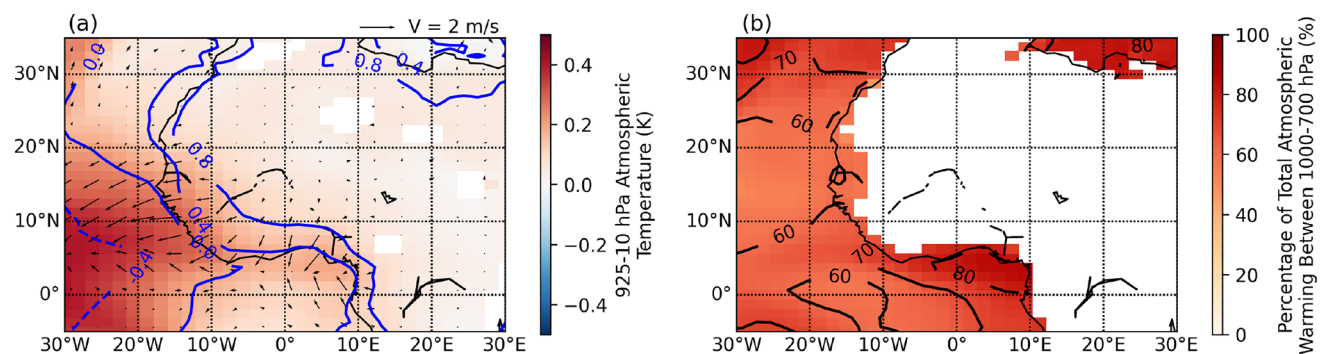 (a)
V = 2 m/s
(b)
30°N
20°N
10°N
0°
30°W 20°W 10°W 0° 10°E 20°E 30°E
0.0
0.8
0.4
0.8
0.4
0.0
-0.4
0.4
0.2
0.0
−0.2
−0.4
925-10 hPa Atmospheric
Temperature (K)
30°N
20°N
10°N
0°
30°W 20°W 10°W 0° 10°E 20°E 30°E
70
80
60
60
70
60
80
100
80
60
40
20
0
Percentage of Total Atmospheric
Warming Between 1000-700 hPa (%)